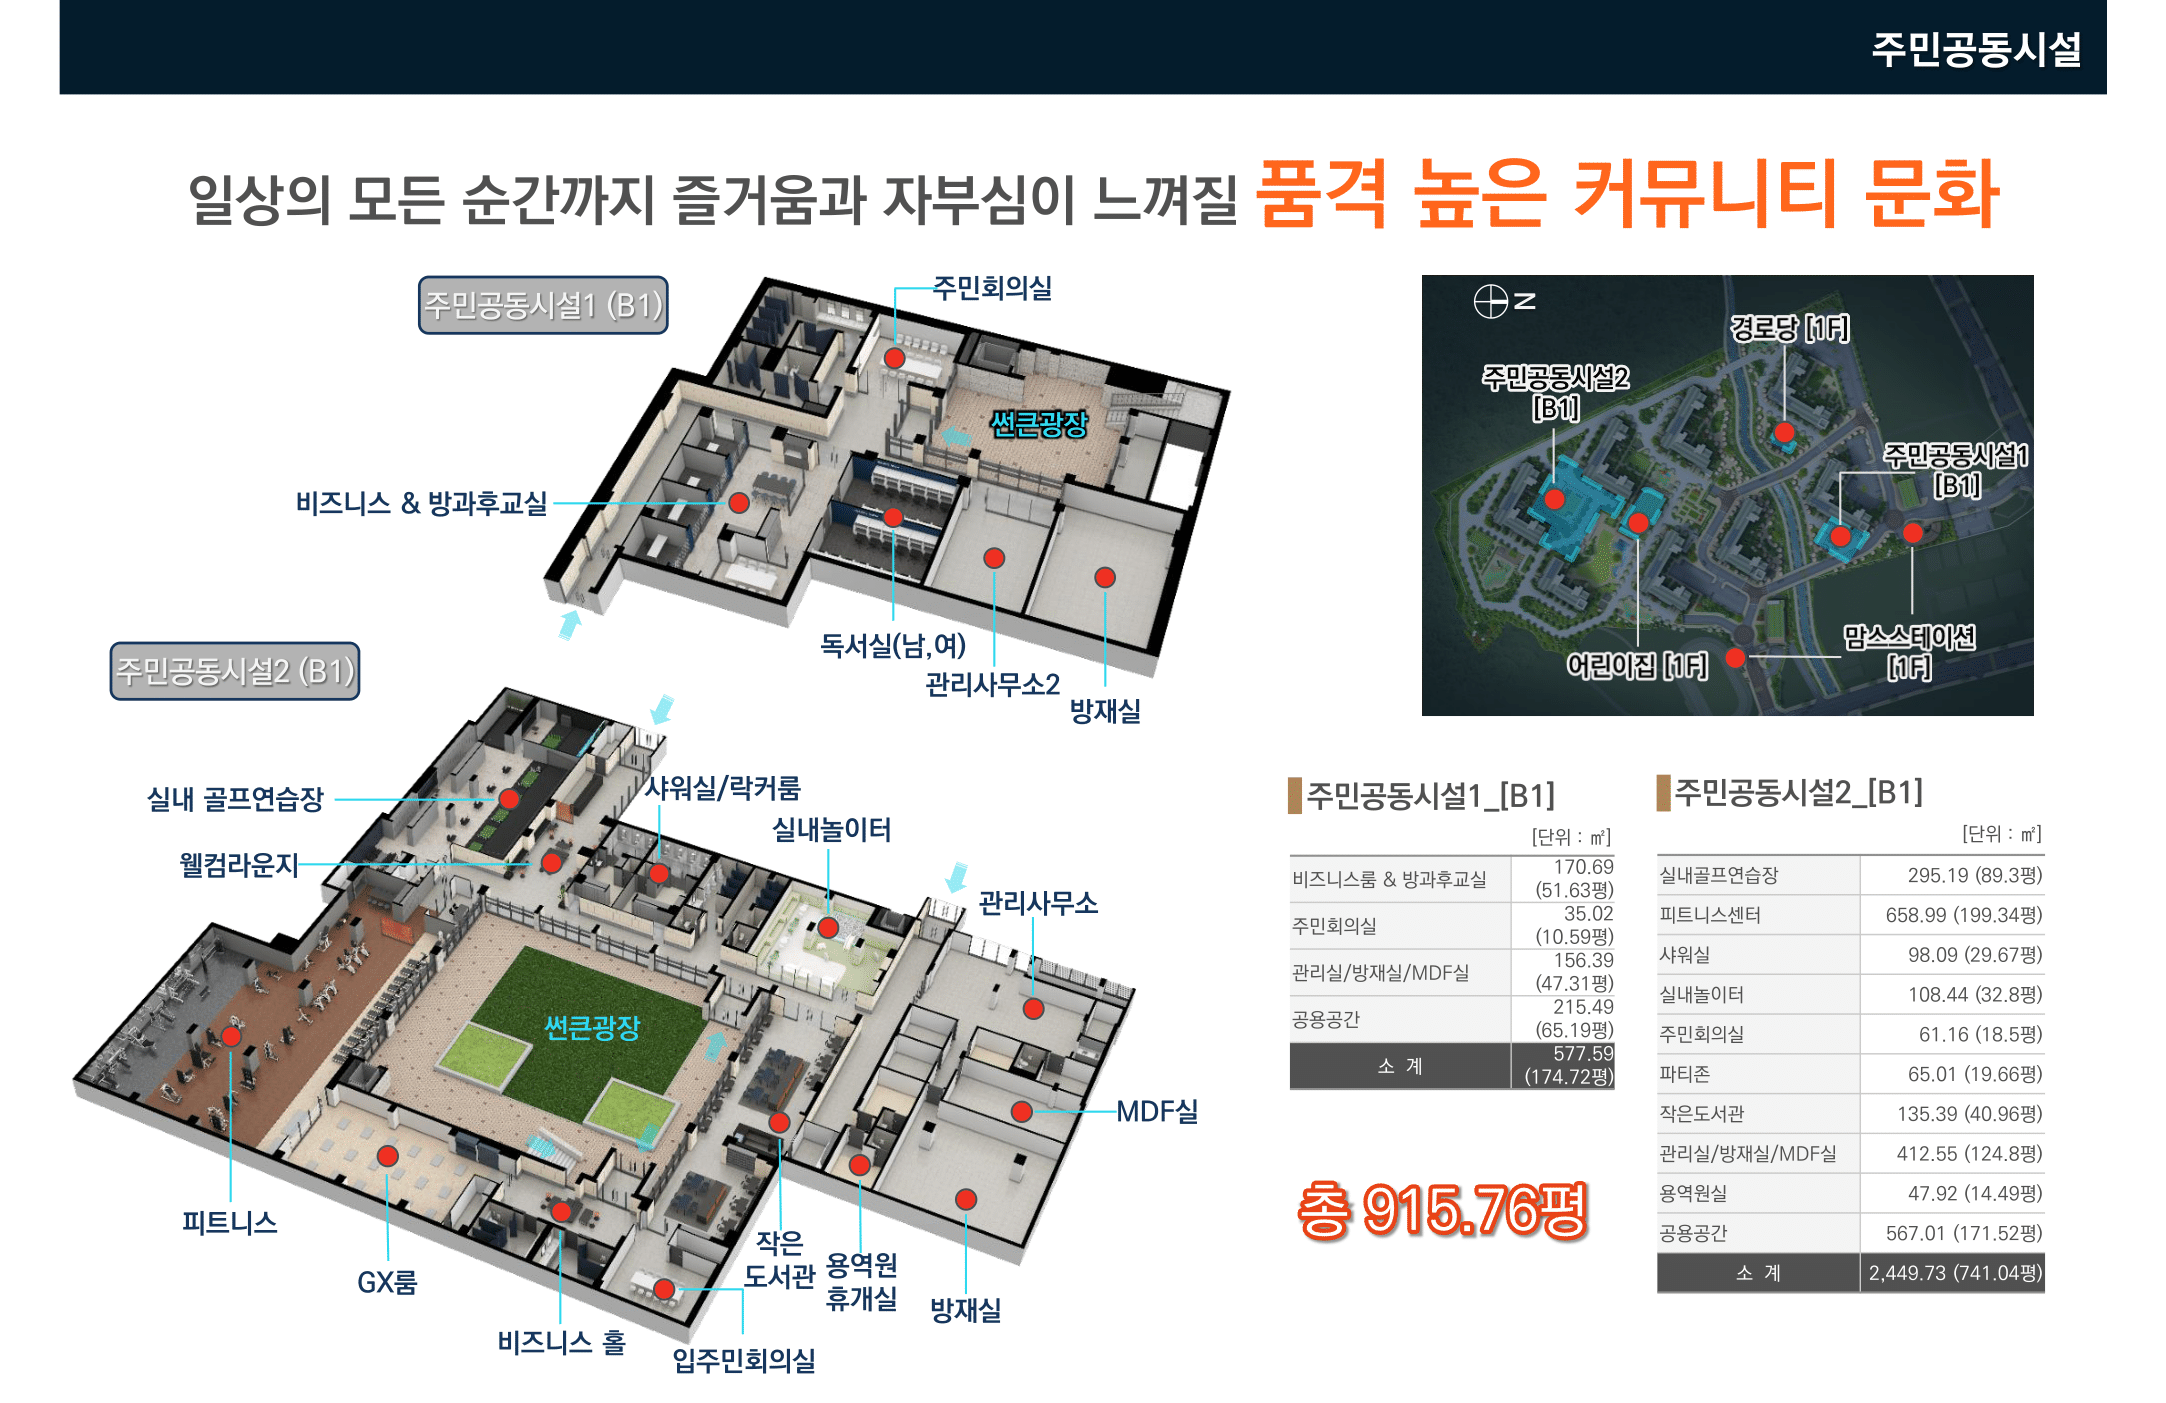 주민공동시설
일상의 모든 순간까지 즐거움과 자부심이 느껴질 품격 높은 커뮤니티 문화
주민공동시설1 (B1)
주민회의실
썬큰광장
비즈니스 & 방과후교실
독서실(남,여)
관리사무소2
방재실
주민공동시설2 (B1)
샤워실/락커룸
실내 골프연습장
실내놀이터
웰컴라운지
관리사무소
썬큰광장
MDF실
피트니스
GX룸
작은
도서관
용역원
휴개실
방재실
비즈니스 홀
입주민회의실
N
경로당 [1F]
주민공동시설2
[B1]
주민공동시설1
[B1]
맘스스테이션
[1F]
어린이집 [1F]
주민공동시설1_[B1]
[단위 : ㎡]
비즈니스룸 & 방과후교실 170.69
(51.63평)
주민회의실 35.02
(10.59평)
관리실/방재실/MDF실 156.39
(47.31평)
공용공간 215.49
(65.19평)
소 계 577.59
(174.72평)
총 915.76평
주민공동시설2_[B1]
[단위 : ㎡]
실내골프연습장 295.19 (89.3평)
피트니스센터 658.99 (199.34평)
샤워실 98.09 (29.67평)
실내놀이터 108.44 (32.8평)
주민회의실 61.16 (18.5평)
파티존 65.01 (19.66평)
작은도서관 135.39 (40.96평)
관리실/방재실/MDF실 412.55 (124.8평)
용역원실 47.92 (14.49평)
공용공간 567.01 (171.52평)
소 계 2,449.73 (741.04평)